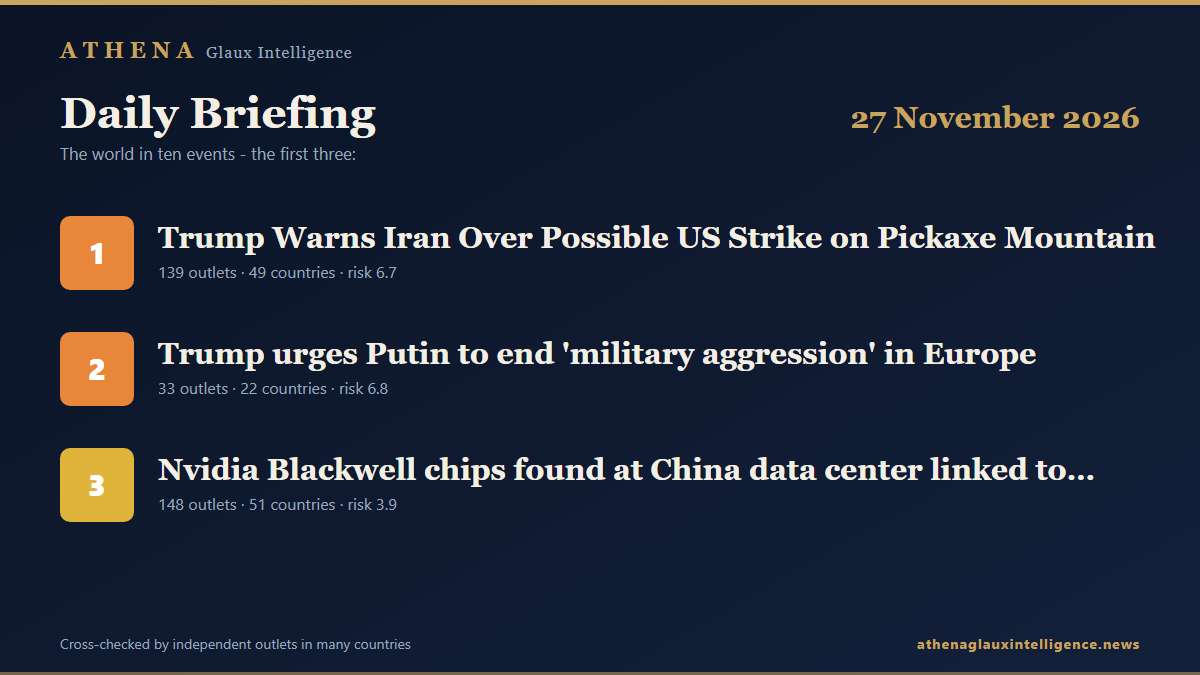 ATHENA Glaux Intelligence
Daily Briefing
27 November 2026
The world in ten events - the first three:
1
Trump Warns Iran Over Possible US Strike on Pickaxe Mountain
139 outlets · 49 countries · risk 6.7
2
Trump urges Putin to end 'military aggression' in Europe
33 outlets · 22 countries · risk 6.8
3
Nvidia Blackwell chips found at China data center linked to...
148 outlets · 51 countries · risk 3.9
Cross-checked by independent outlets in many countries
athenaglauxintelligence.news